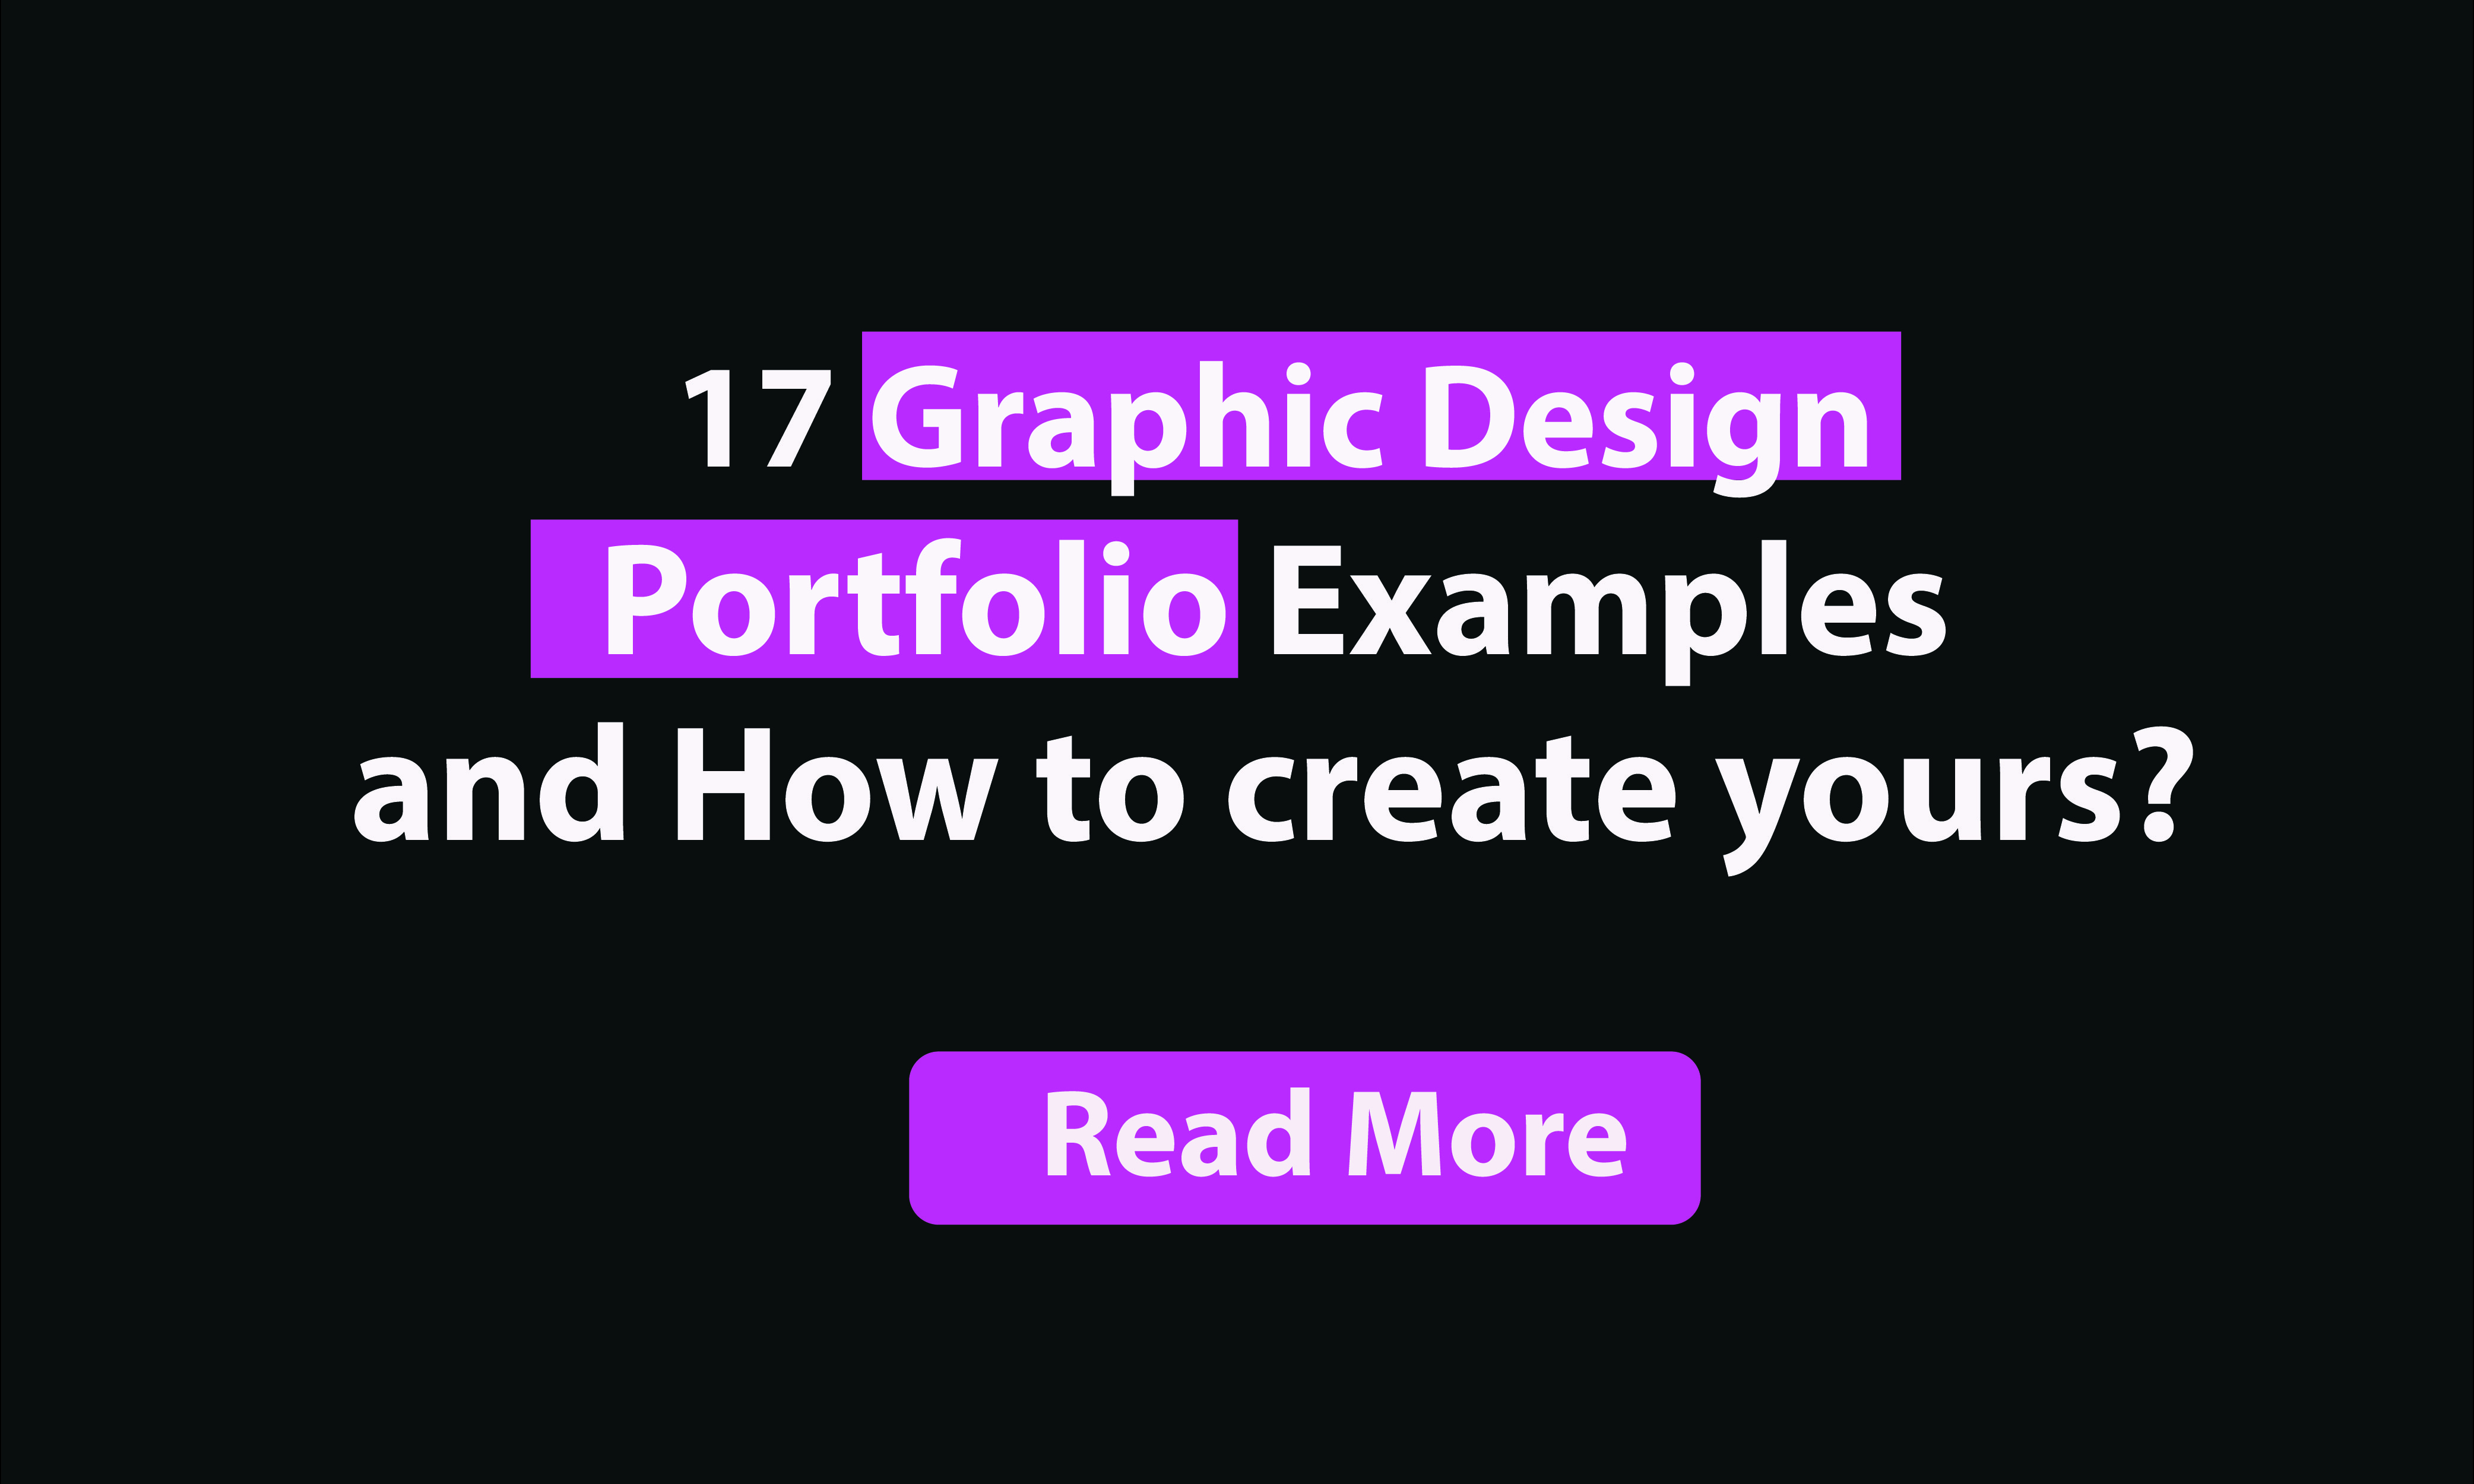 17 Graphic Design
Portfolio Examples
and How to create yours?
Read More